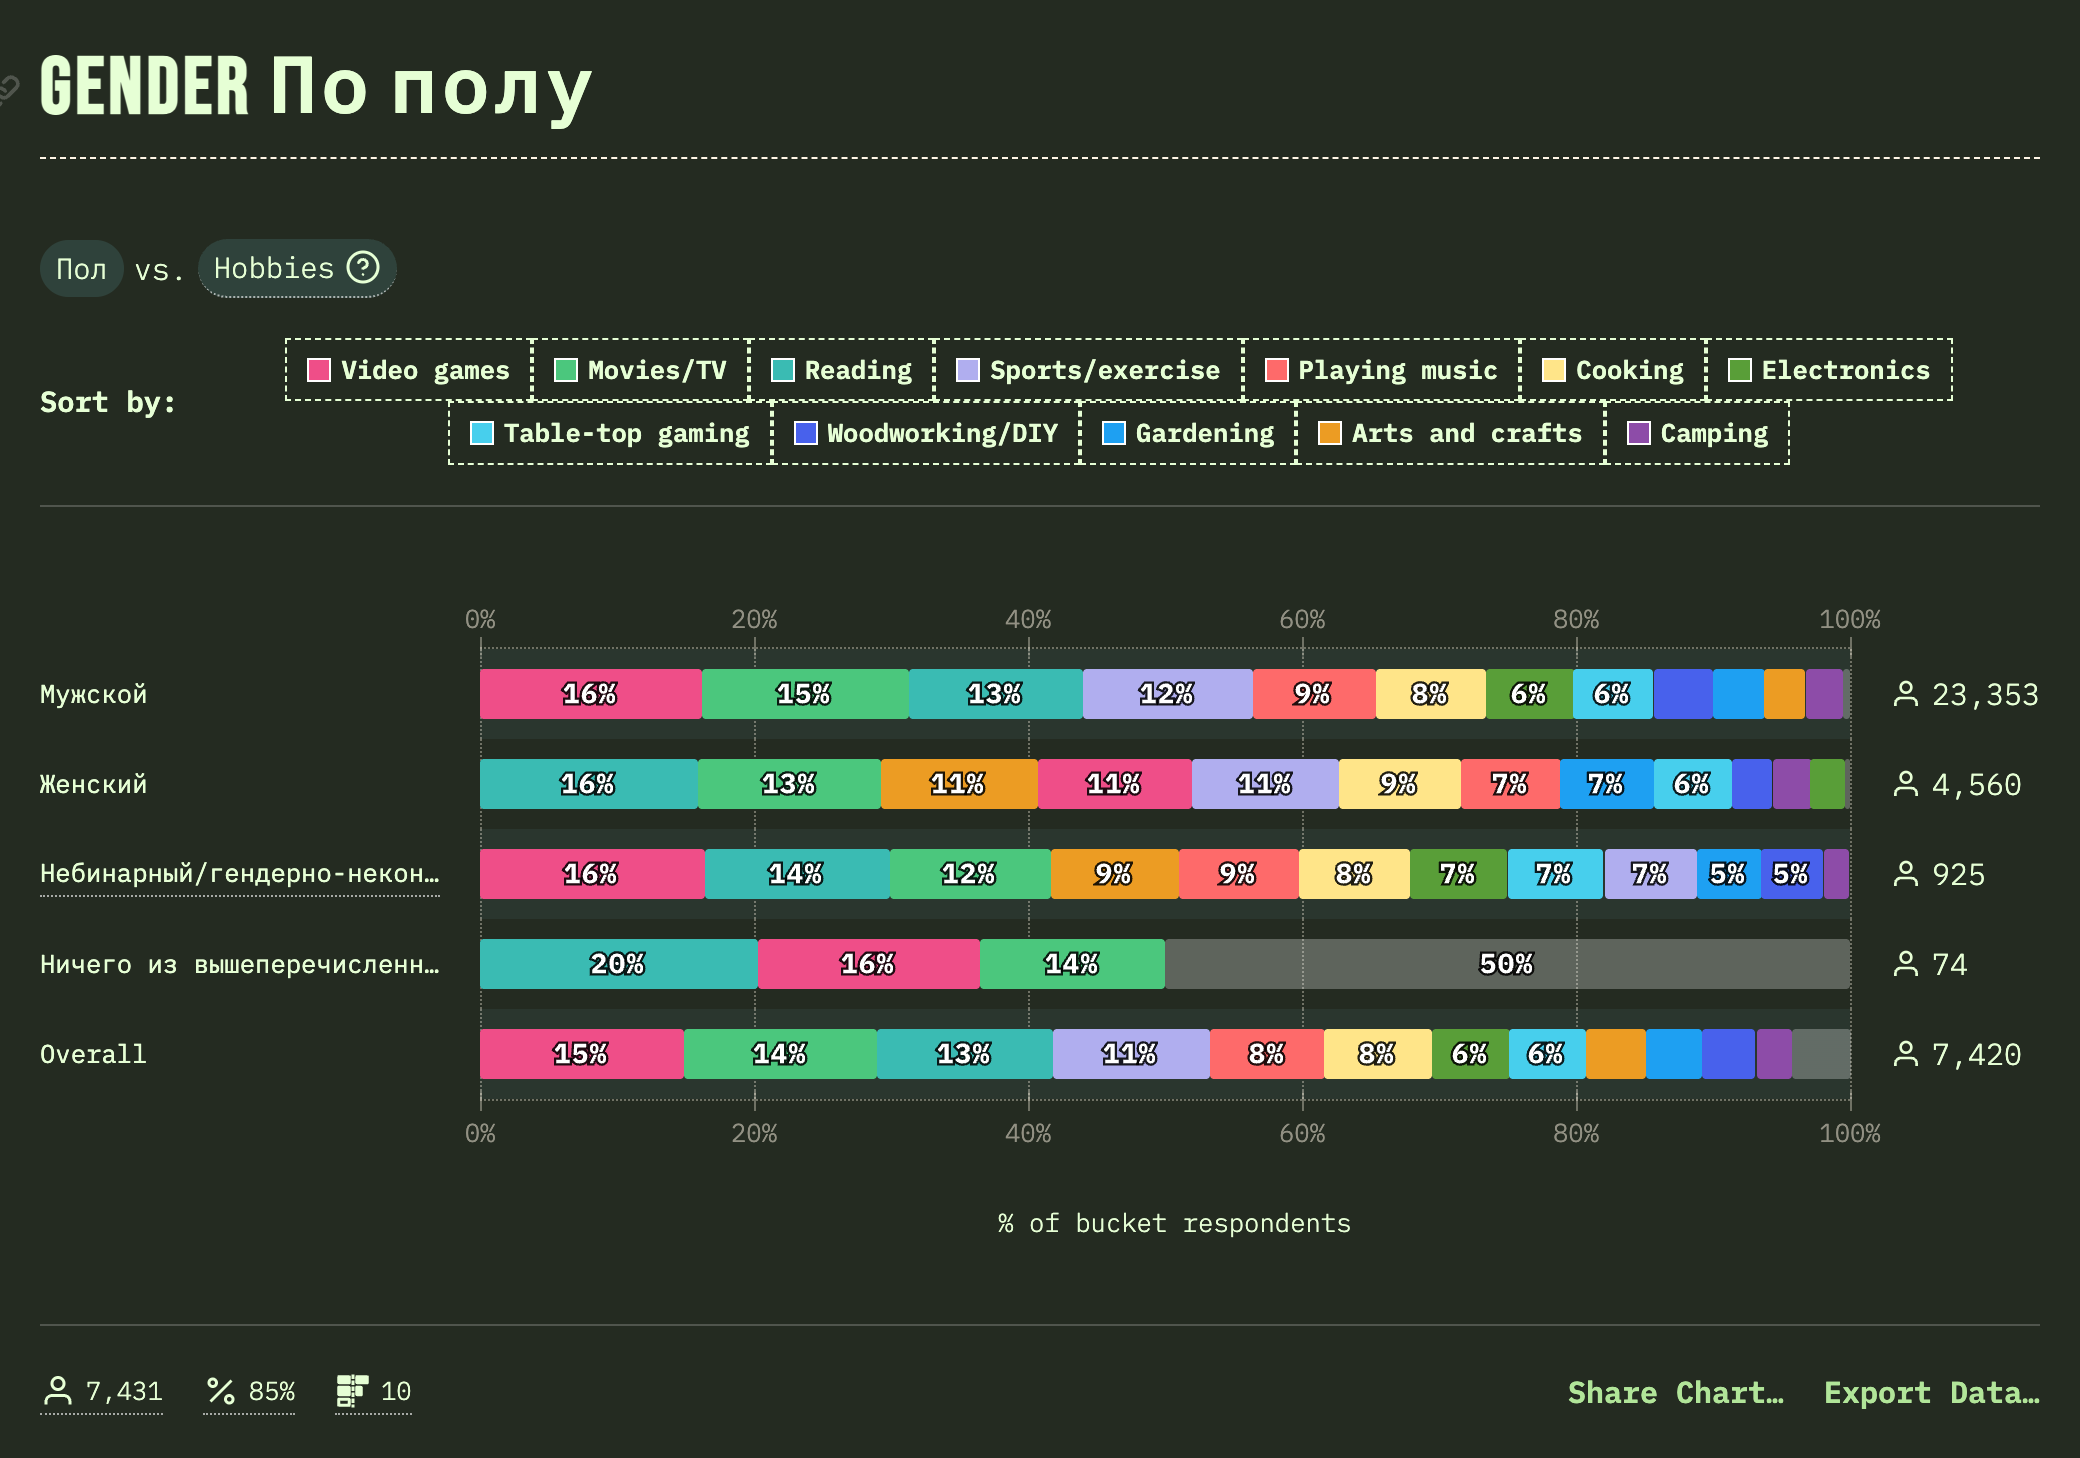 GENDER По полу
Пол vs. Hobbies ?
Sort by:
Video games Movies/TV Reading Sports/exercise Playing music Cooking Electronics
Table-top gaming Woodworking/DIY Gardening Arts and crafts Camping
0% 20% 40% 60% 80% 100%
Мужской 16% 15% 13% 12% 9% 8% 6% 6% 23,353
Женский 16% 13% 11% 11% 11% 9% 7% 7% 6% 4,560
Небинарный/гендерно-некон… 16% 14% 12% 9% 9% 8% 7% 7% 7% 5% 5% 925
Ничего из вышеперечисленн… 20% 16% 14% 50% 74
Overall 15% 14% 13% 11% 8% 8% 6% 6% 7,420
0% 20% 40% 60% 80% 100%
% of bucket respondents
7,431 85% 10 Share Chart… Export Data…